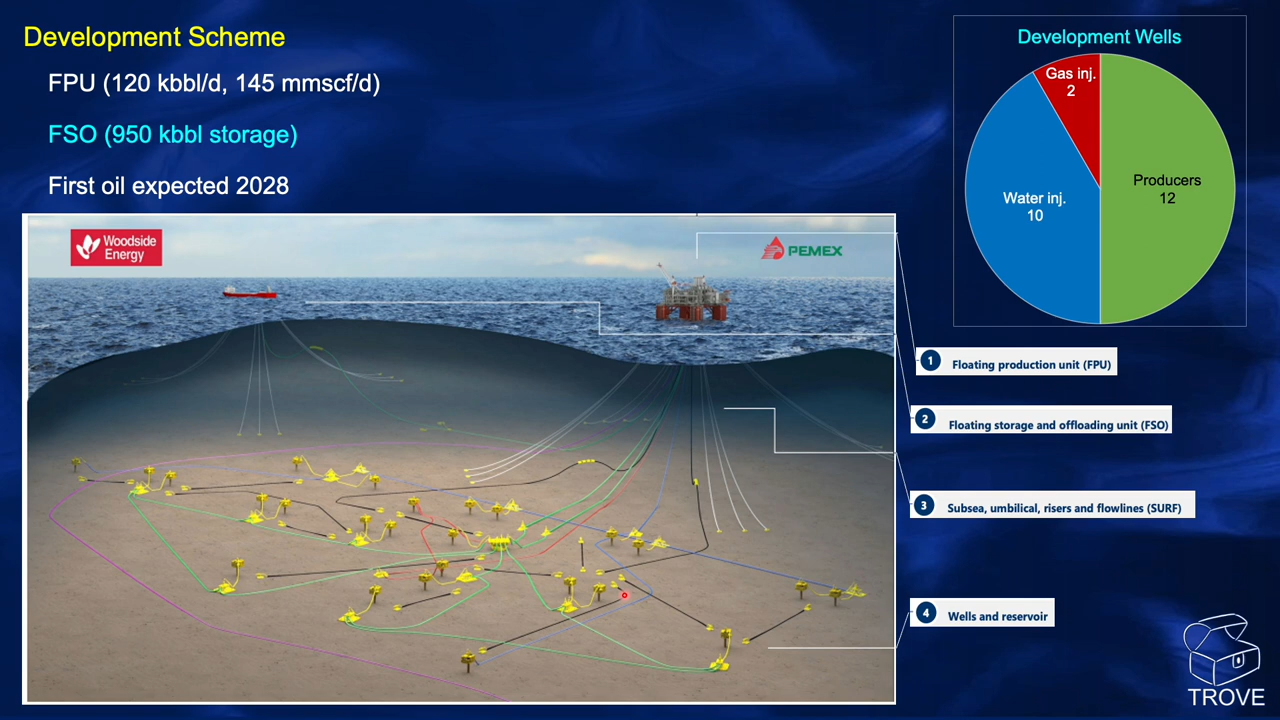 Development Scheme
FPU (120 kbbl/d, 145 mmscf/d)
FSO (950 kbbl storage)
First oil expected 2028
Development Wells
Gas inj.
2
Water inj.
10
Producers
12
Woodside
Energy
PEMEX
1 Floating production unit (FPU)
2 Floating storage and offloading unit (FSO)
3 Subsea, umbilical, risers and flowlines (SURF)
4 Wells and reservoir
TROVE